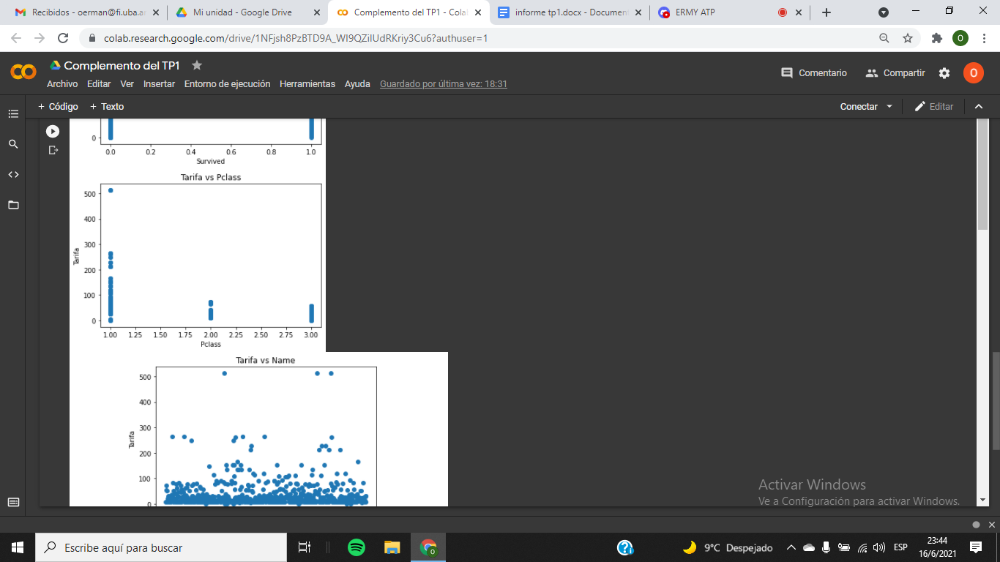 Recibidos - oerman@fi.uba.ar
Mi unidad - Google Drive
Complemento del TP1 - Cola
informe tp1.docx - Document
ERMY ATP
colab.research.google.com/drive/1NFjsh8PzBTD9A_WI9QZilUdRKriy3Cu6?authuser=1
O
Complemento del TP1
Comentario
Compartir
O
Archivo Editar Ver Insertar Entorno de ejecución Herramientas Ayuda Guardado por última vez: 18:31
+ Código + Texto
Conectar
Editar
0
0.0 0.2 0.4 0.6 0.8 1.0
Survived
Tarifa vs Pclass
500
400
300
200
100
0
Tarifa
1.00 1.25 1.50 1.75 2.00 2.25 2.50 2.75 3.00
Pclass
Tarifa vs Name
500
400
300
200
100
0
Tarifa
Activar Windows
Ve a Configuración para activar Windows.
Escribe aquí para buscar
O
9°C Despejado
ESP
23:44
16/6/2021